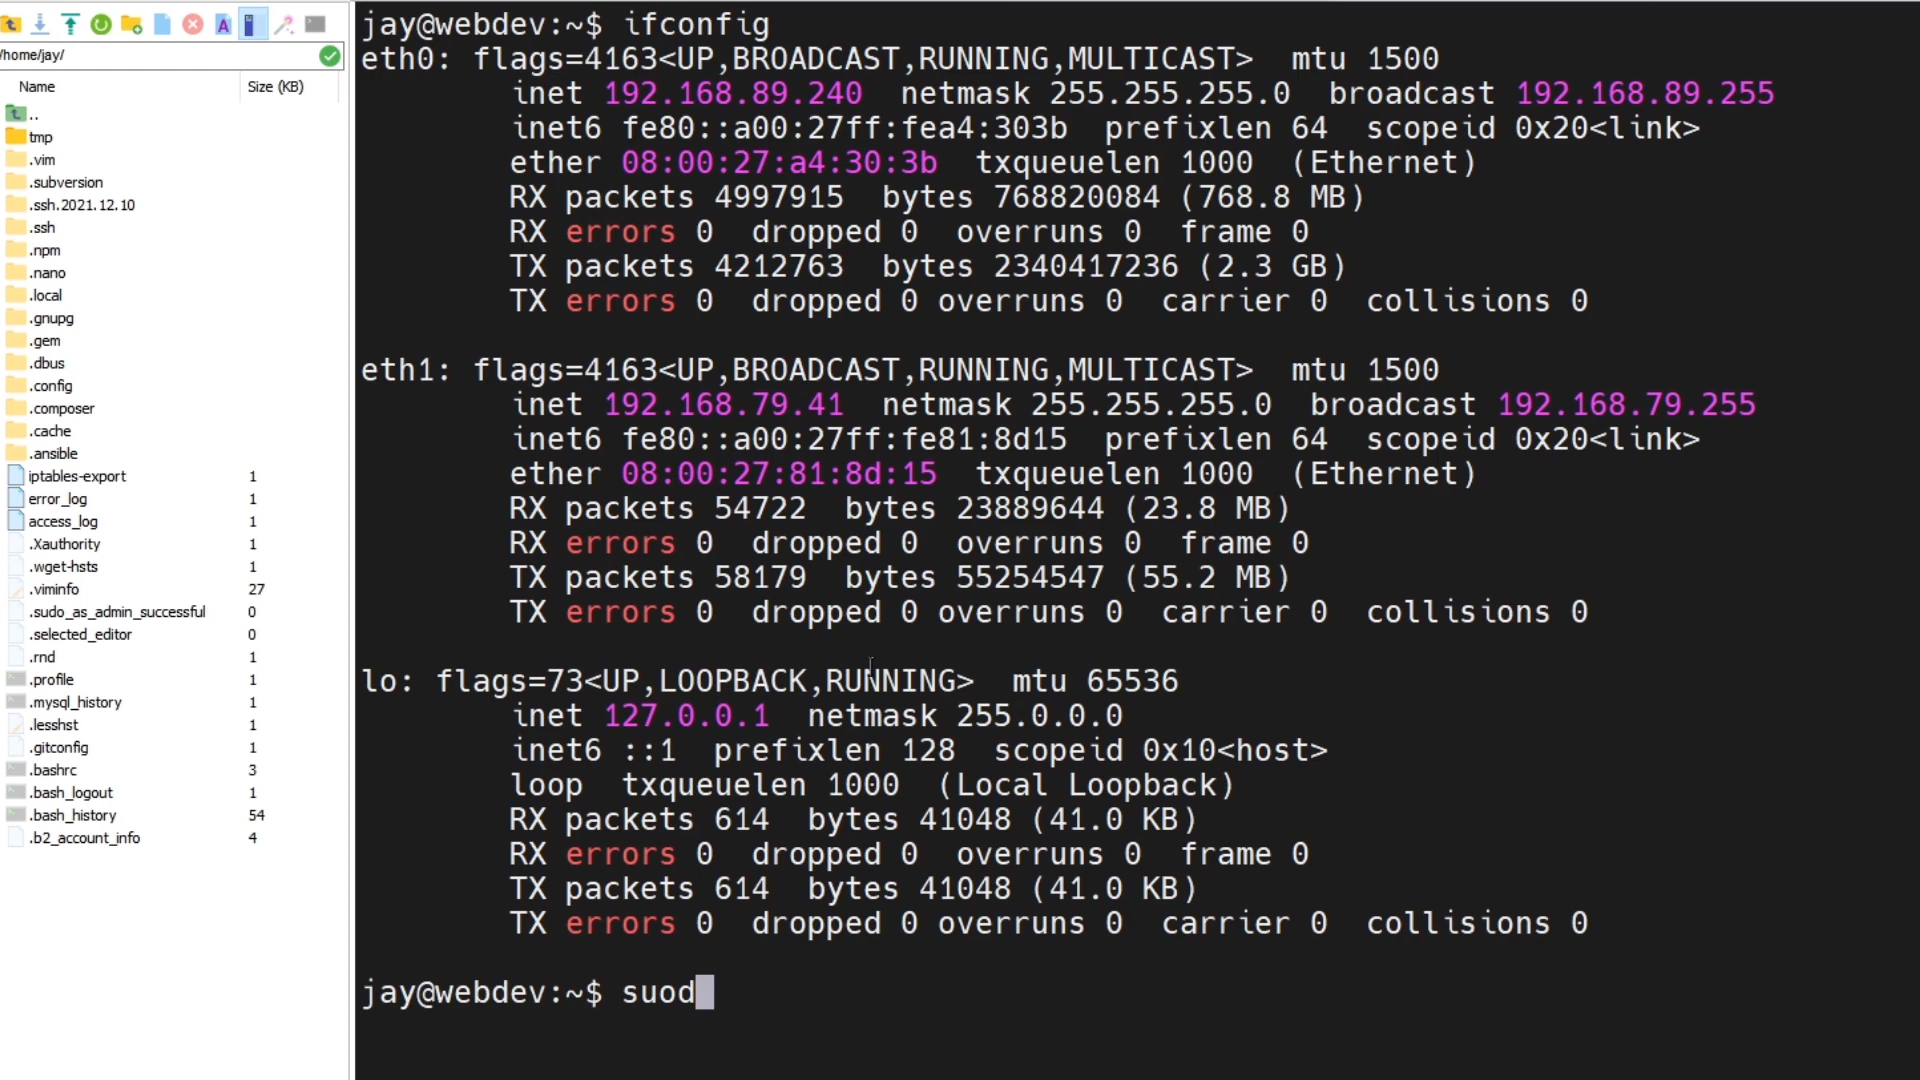 /home/jay/
Name Size (KB)
..
tmp
.vim
.subversion
.ssh.2021.12.10
.ssh
.npm
.nano
.local
.gnupg
.gem
.dbus
.config
.composer
.cache
.ansible
iptables-export 1
error_log 1
access_log 1
.Xauthority 1
.wget-hsts 1
.viminfo 27
.sudo_as_admin_successful 0
.selected_editor 0
.rnd 1
.profile 1
.mysql_history 1
.lesshst 1
.gitconfig 1
.bashrc 3
.bash_logout 1
.bash_history 54
.b2_account_info 4
jay@webdev:~$ ifconfig
eth0: flags=4163<UP,BROADCAST,RUNNING,MULTICAST> mtu 1500
inet 192.168.89.240 netmask 255.255.255.0 broadcast 192.168.89.255
inet6 fe80::a00:27ff:fea4:303b prefixlen 64 scopeid 0x20<link>
ether 08:00:27:a4:30:3b txqueuelen 1000 (Ethernet)
RX packets 4997915 bytes 768820084 (768.8 MB)
RX errors 0 dropped 0 overruns 0 frame 0
TX packets 4212763 bytes 2340417236 (2.3 GB)
TX errors 0 dropped 0 overruns 0 carrier 0 collisions 0
eth1: flags=4163<UP,BROADCAST,RUNNING,MULTICAST> mtu 1500
inet 192.168.79.41 netmask 255.255.255.0 broadcast 192.168.79.255
inet6 fe80::a00:27ff:fe81:8d15 prefixlen 64 scopeid 0x20<link>
ether 08:00:27:81:8d:15 txqueuelen 1000 (Ethernet)
RX packets 54722 bytes 23889644 (23.8 MB)
RX errors 0 dropped 0 overruns 0 frame 0
TX packets 58179 bytes 55254547 (55.2 MB)
TX errors 0 dropped 0 overruns 0 carrier 0 collisions 0
lo: flags=73<UP,LOOPBACK,RUNNING> mtu 65536
inet 127.0.0.1 netmask 255.0.0.0
inet6 ::1 prefixlen 128 scopeid 0x10<host>
loop txqueuelen 1000 (Local Loopback)
RX packets 614 bytes 41048 (41.0 KB)
RX errors 0 dropped 0 overruns 0 frame 0
TX packets 614 bytes 41048 (41.0 KB)
TX errors 0 dropped 0 overruns 0 carrier 0 collisions 0
jay@webdev:~$ suod